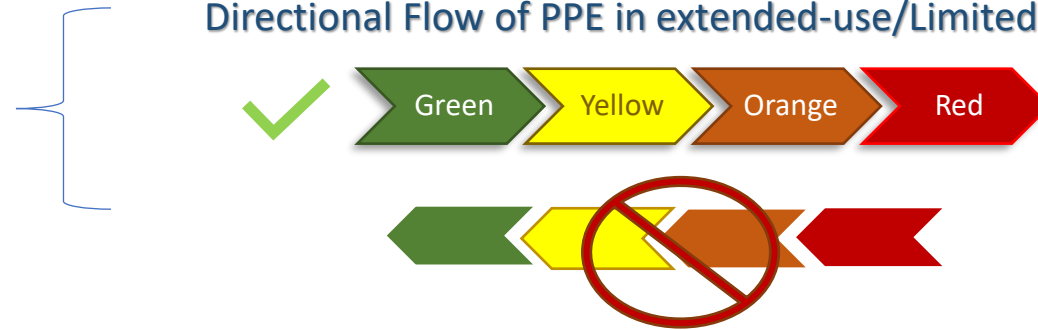 Directional Flow of PPE in extended-use/Limited
Green Yellow Orange Red